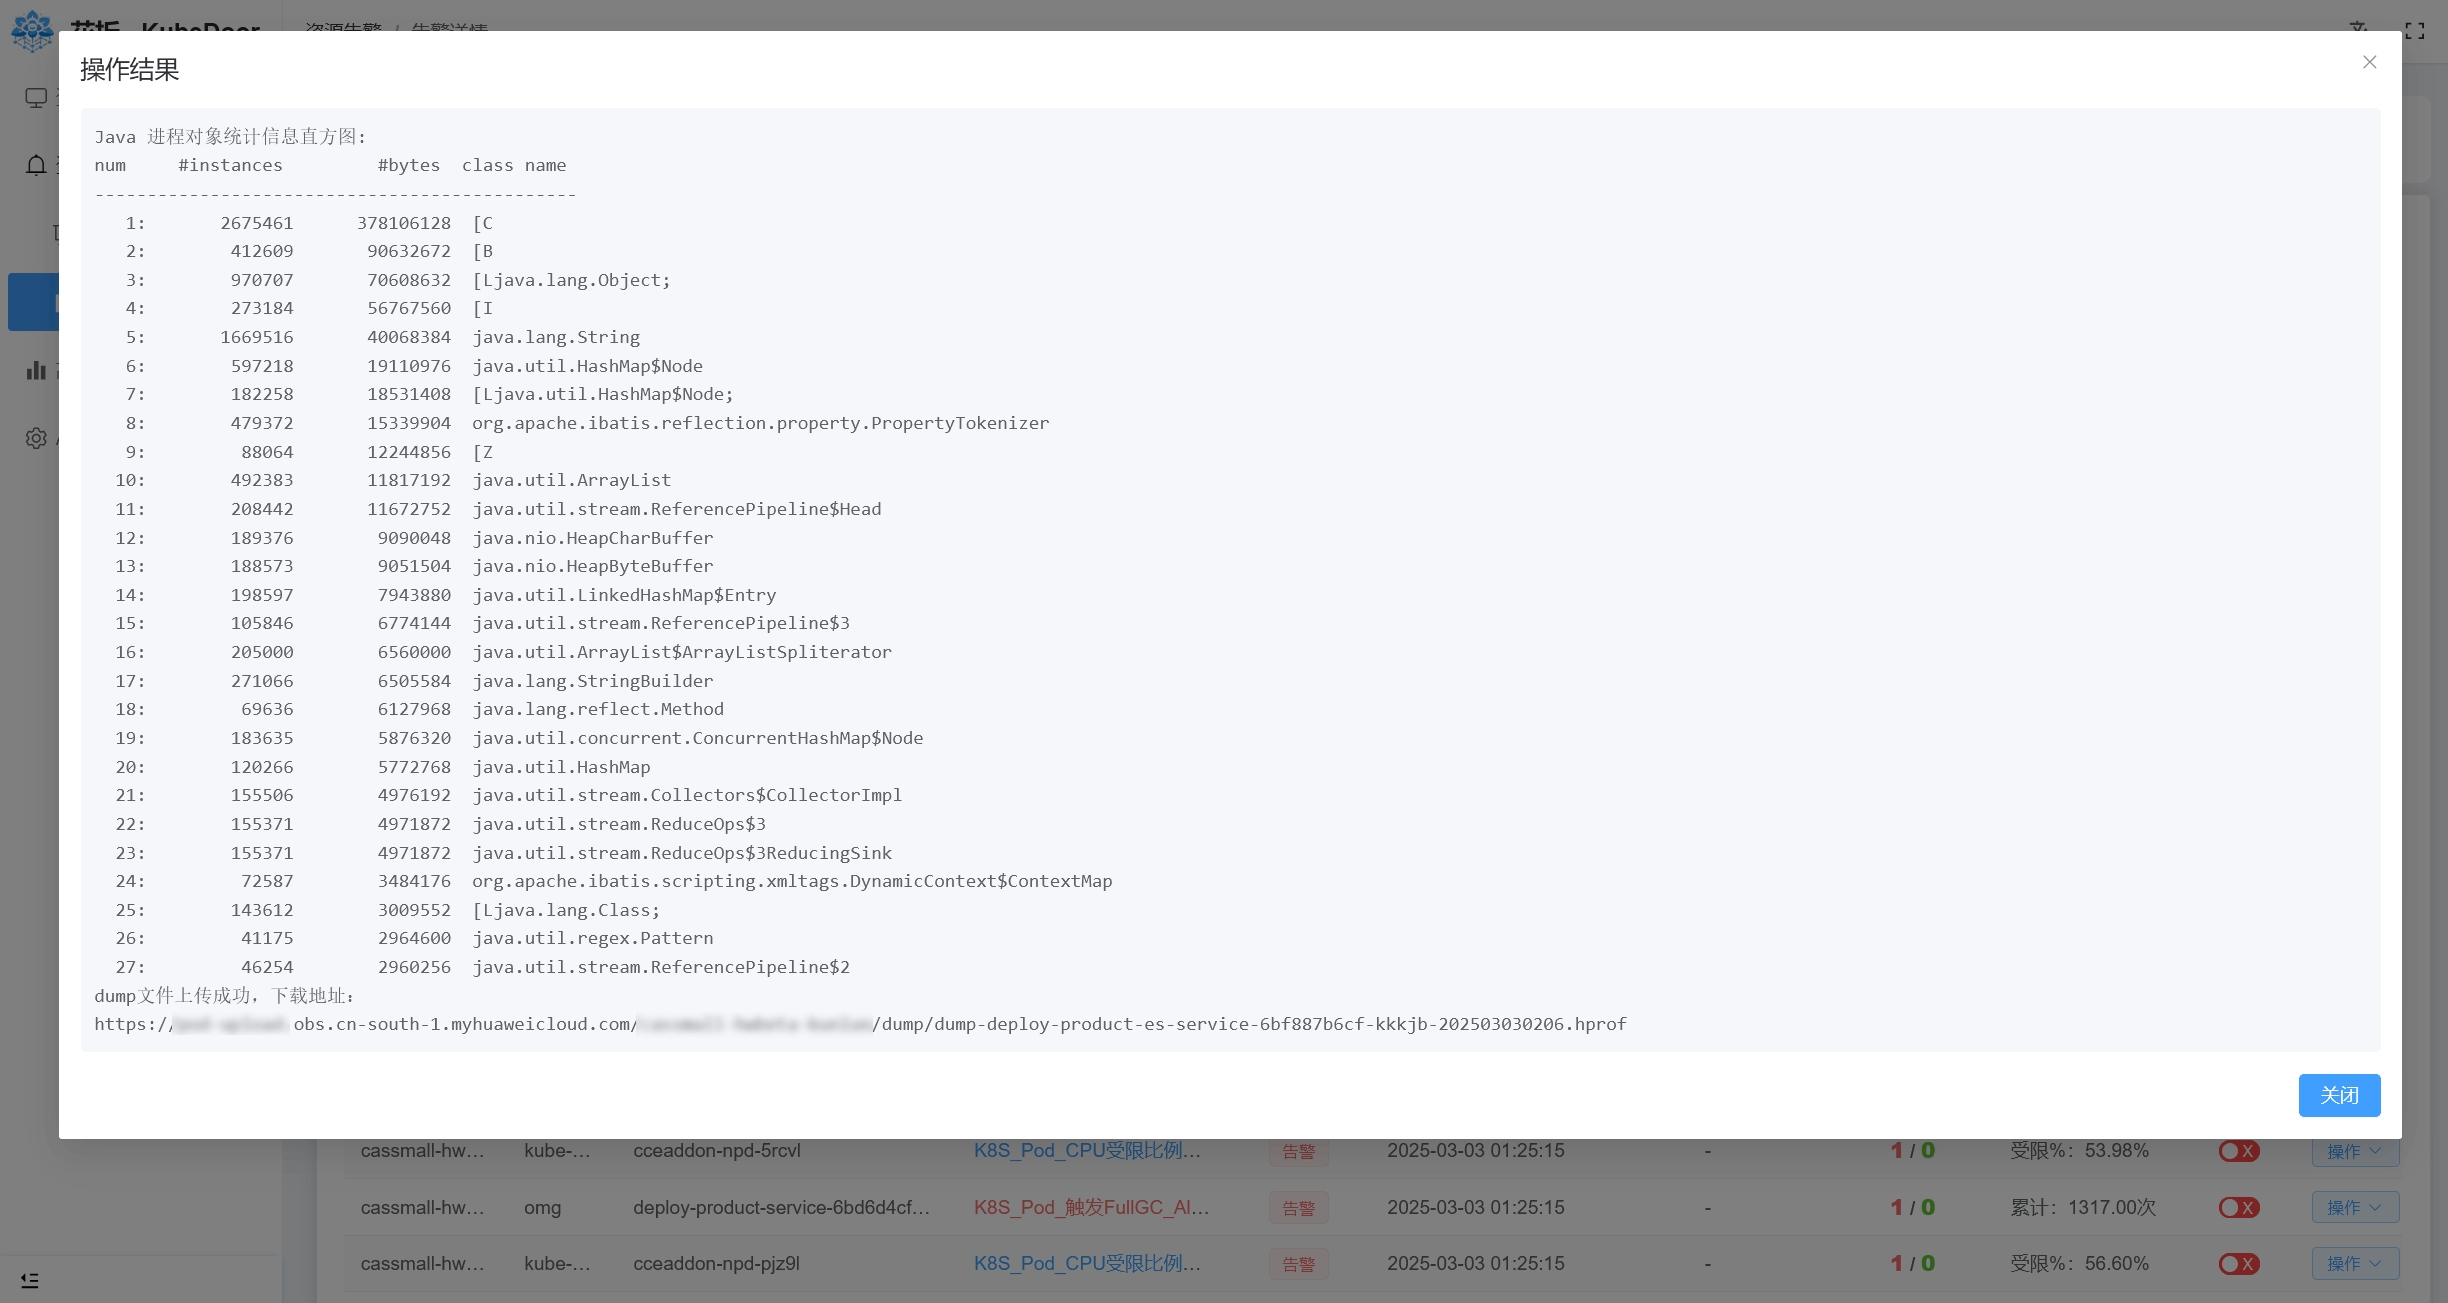 资源告警 / 告警详情
操作结果
Java 进程对象统计信息直方图:
num #instances #bytes class name
----------------------------------------------
1: 2675461 378106128 [C
2: 412609 90632672 [B
3: 970707 70608632 [Ljava.lang.Object;
4: 273184 56767560 [I
5: 1669516 40068384 java.lang.String
6: 597218 19110976 java.util.HashMap$Node
7: 182258 18531408 [Ljava.util.HashMap$Node;
8: 479372 15339904 org.apache.ibatis.reflection.property.PropertyTokenizer
9: 88064 12244856 [Z
10: 492383 11817192 java.util.ArrayList
11: 208442 11672752 java.util.stream.ReferencePipeline$Head
12: 189376 9090048 java.nio.HeapCharBuffer
13: 188573 9051504 java.nio.HeapByteBuffer
14: 198597 7943880 java.util.LinkedHashMap$Entry
15: 105846 6774144 java.util.stream.ReferencePipeline$3
16: 205000 6560000 java.util.ArrayList$ArrayListSpliterator
17: 271066 6505584 java.lang.StringBuilder
18: 69636 6127968 java.lang.reflect.Method
19: 183635 5876320 java.util.concurrent.ConcurrentHashMap$Node
20: 120266 5772768 java.util.HashMap
21: 155506 4976192 java.util.stream.Collectors$CollectorImpl
22: 155371 4971872 java.util.stream.ReduceOps$3
23: 155371 4971872 java.util.stream.ReduceOps$3ReducingSink
24: 72587 3484176 org.apache.ibatis.scripting.xmltags.DynamicContext$ContextMap
25: 143612 3009552 [Ljava.lang.Class;
26: 41175 2964600 java.util.regex.Pattern
27: 46254 2960256 java.util.stream.ReferencePipeline$2
dump文件上传成功，下载地址：
https:// obs.cn-south-1.myhuaweicloud.com/ /dump/dump-deploy-product-es-service-6bf887b6cf-kkkjb-202503030206.hprof
关闭
cassmall-hw... kube-... cceaddon-npd-5rcvl K8S_Pod_CPU受限比例... 告警 2025-03-03 01:25:15 - 1 / 0 受限%：53.98% X 操作
cassmall-hw... omg deploy-product-service-6bd6d4cf... K8S_Pod_触发FullGC_Al... 告警 2025-03-03 01:25:15 - 1 / 0 累计：1317.00次 X 操作
cassmall-hw... kube-... cceaddon-npd-pjz9l K8S_Pod_CPU受限比例... 告警 2025-03-03 01:25:15 - 1 / 0 受限%：56.60% X 操作